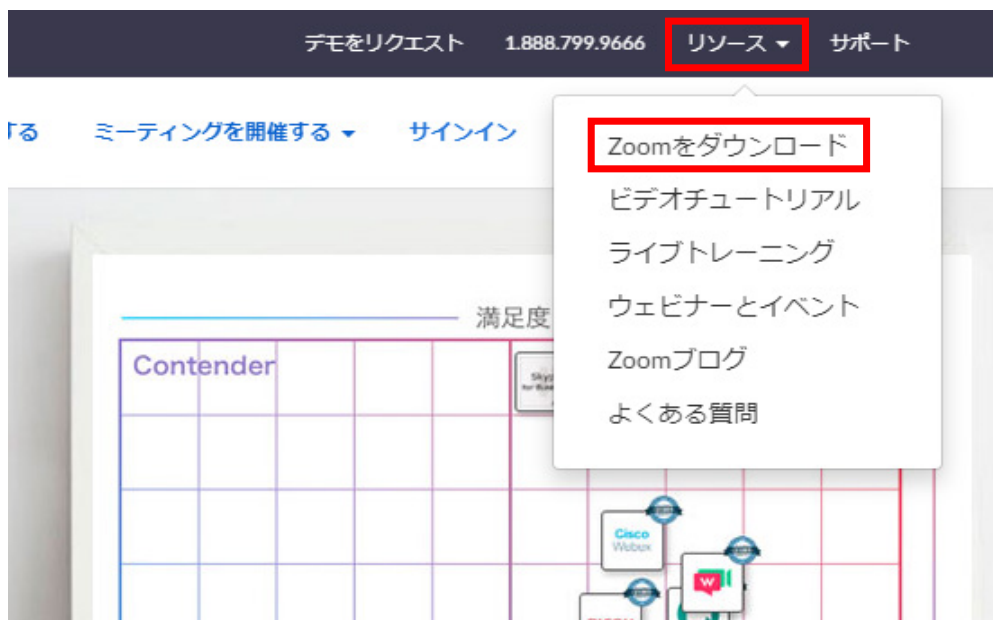 デモをリクエスト 1.888.799.9666 リソース サポート
する ミーティングを開催する サインイン
Zoomをダウンロード
ビデオチュートリアル
ライブトレーニング
ウェビナーとイベント
Zoomブログ
よくある質問
満足度
Contender
Cisco
Webex